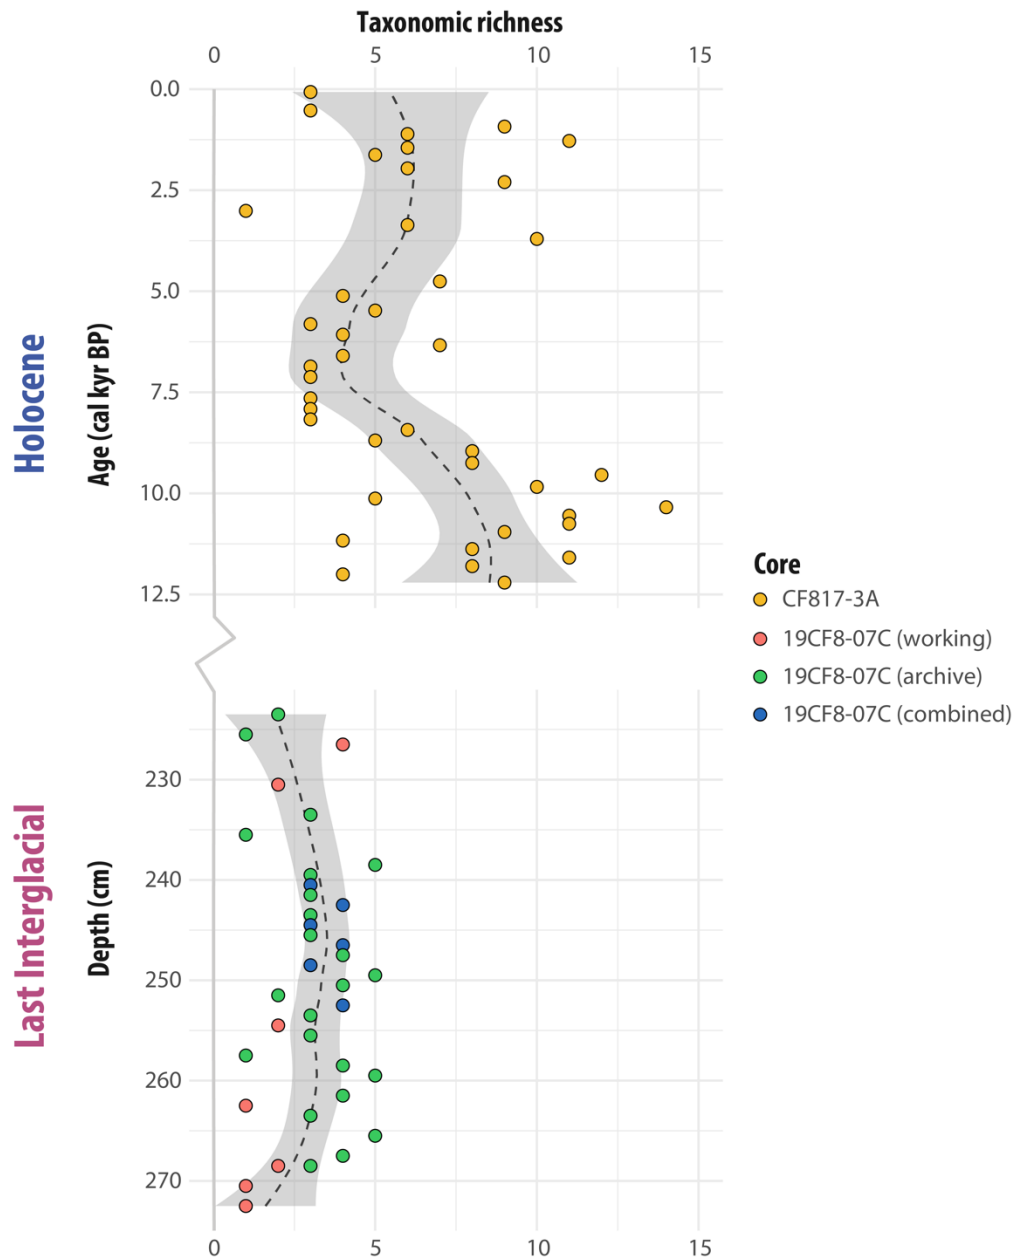 Taxonomic richness
0 5 10 15
0.0
2.5
5.0
7.5
10.0
12.5
Holocene
Age (cal kyr BP)
Core
CF817-3A
19CF8-07C (working)
19CF8-07C (archive)
19CF8-07C (combined)
230
240
250
260
270
Last Interglacial
Depth (cm)
0 5 10 15